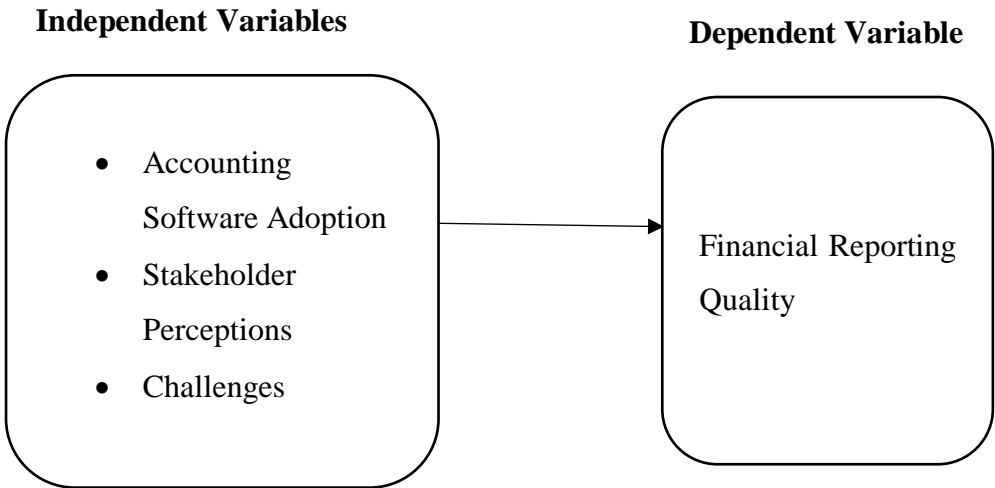 Independent Variables
Dependent Variable
• Accounting
Software Adoption
• Stakeholder
Perceptions
• Challenges
Financial Reporting
Quality